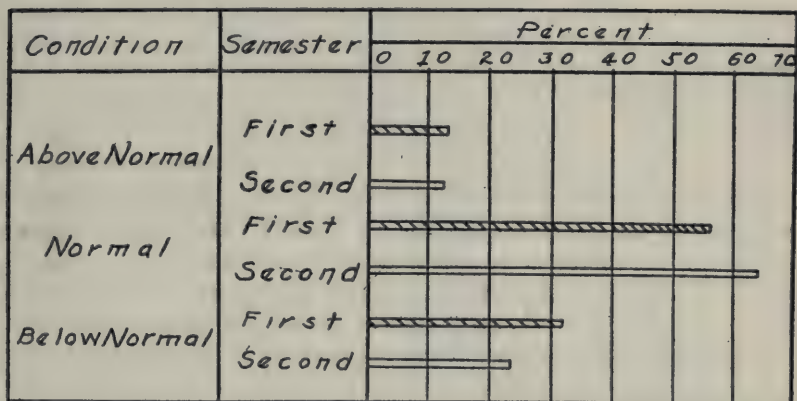 Condition Semester Percent
0 10 20 30 40 50 60 70
Above Normal First
Second
Normal First
Second
Below Normal First
Second